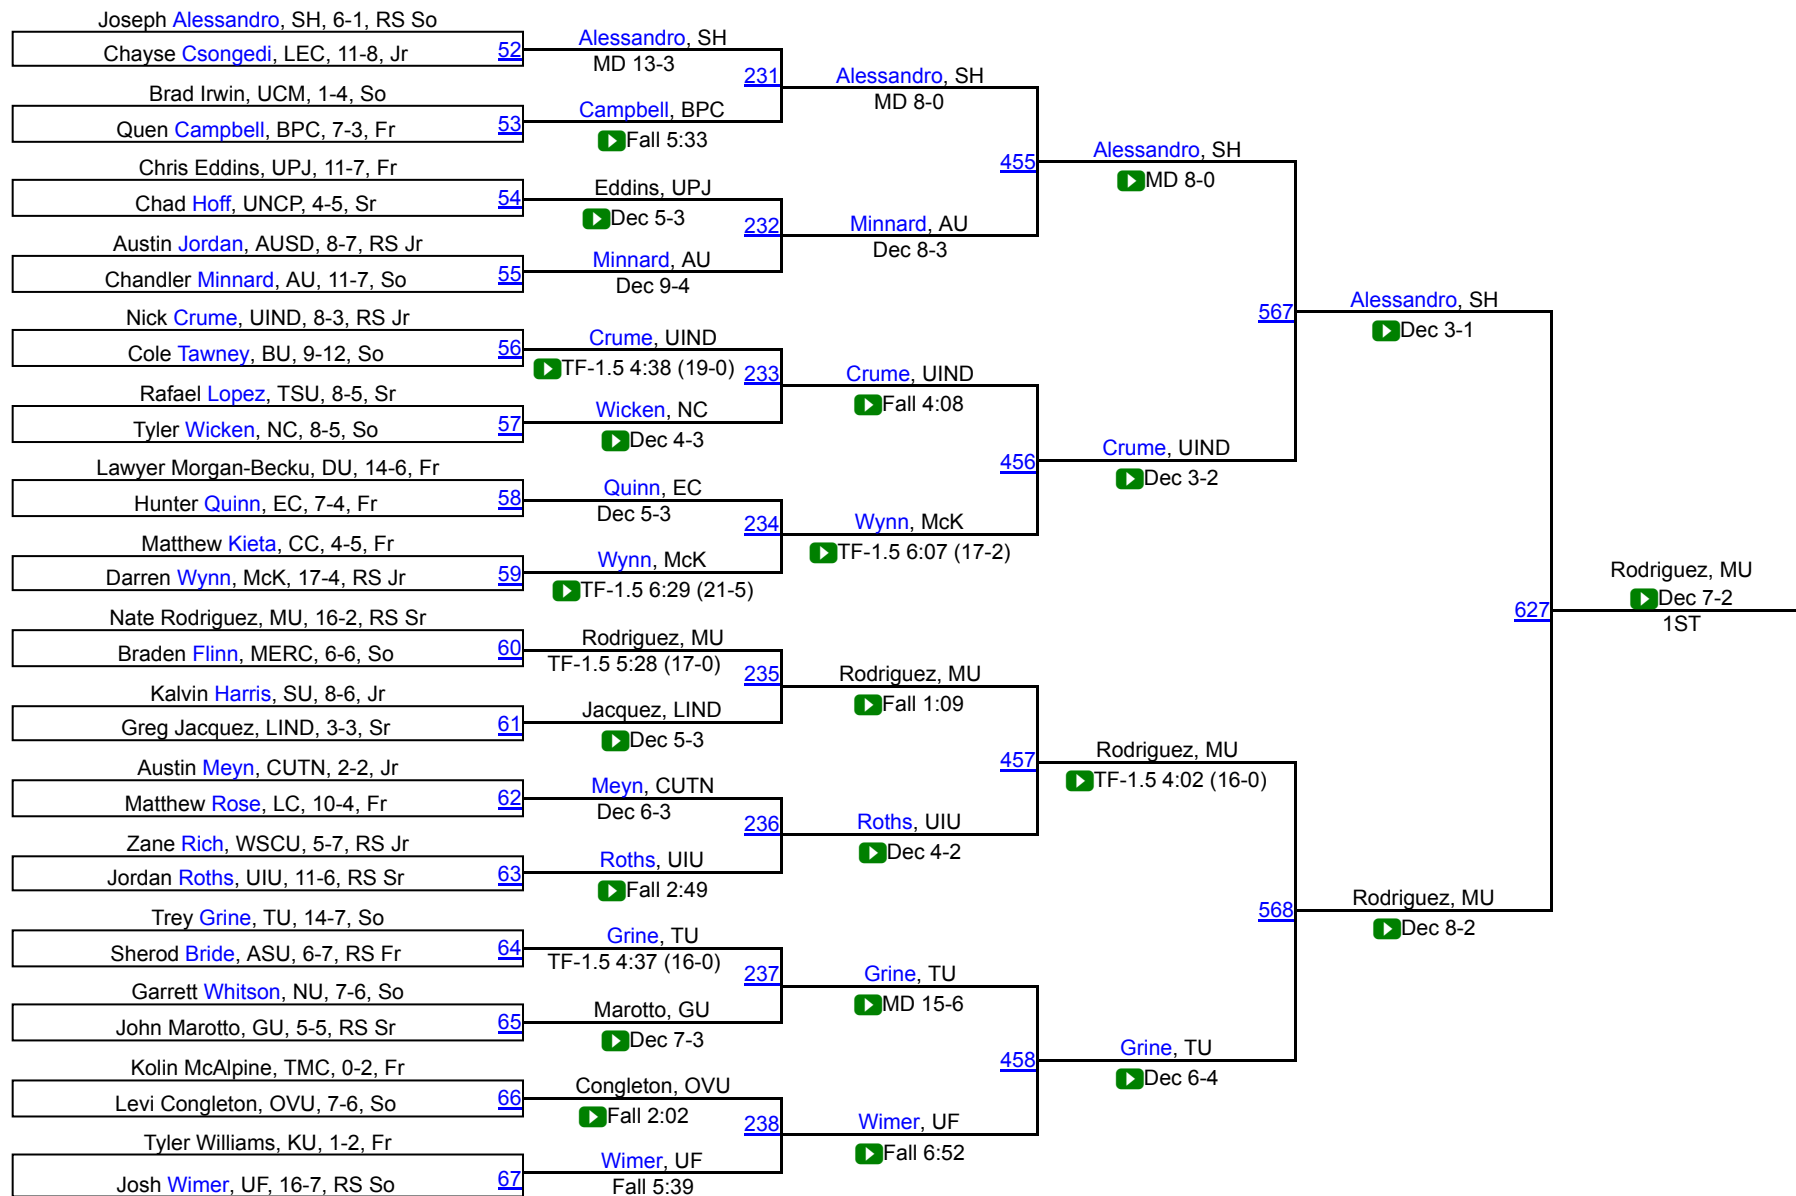 Joseph Alessandro, SH, 6-1, RS So
Chayse Csongedi, LEC, 11-8, Jr
52
Brad Irwin, UCM, 1-4, So
Quen Campbell, BPC, 7-3, Fr
53
Chris Eddins, UPJ, 11-7, Fr
Chad Hoff, UNCP, 4-5, Sr
54
Austin Jordan, AUSD, 8-7, RS Jr
Chandler Minnard, AU, 11-7, So
55
Nick Crume, UIND, 8-3, RS Jr
Cole Tawney, BU, 9-12, So
56
Rafael Lopez, TSU, 8-5, Sr
Tyler Wicken, NC, 8-5, So
57
Lawyer Morgan-Becku, DU, 14-6, Fr
Hunter Quinn, EC, 7-4, Fr
58
Matthew Kieta, CC, 4-5, Fr
Darren Wynn, McK, 17-4, RS Jr
59
Nate Rodriguez, MU, 16-2, RS Sr
Braden Flinn, MERC, 6-6, So
60
Kalvin Harris, SU, 8-6, Jr
Greg Jacquez, LIND, 3-3, Sr
61
Austin Meyn, CUTN, 2-2, Jr
Matthew Rose, LC, 10-4, Fr
62
Zane Rich, WSCU, 5-7, RS Jr
Jordan Roths, UIU, 11-6, RS Sr
63
Trey Grine, TU, 14-7, So
Sherod Bride, ASU, 6-7, RS Fr
64
Garrett Whitson, NU, 7-6, So
John Marotto, GU, 5-5, RS Sr
65
Kolin McAlpine, TMC, 0-2, Fr
Levi Congleton, OVU, 7-6, So
66
Tyler Williams, KU, 1-2, Fr
Josh Wimer, UF, 16-7, RS So
67
Alessandro, SH
MD 13-3
231
Campbell, BPC
Fall 5:33
Eddins, UPJ
Dec 5-3
232
Minnard, AU
Dec 9-4
Crume, UIND
TF-1.5 4:38 (19-0)
233
Wicken, NC
Dec 4-3
Quinn, EC
Dec 5-3
234
Wynn, McK
TF-1.5 6:29 (21-5)
Rodriguez, MU
TF-1.5 5:28 (17-0)
235
Jacquez, LIND
Dec 5-3
Meyn, CUTN
Dec 6-3
236
Roths, UIU
Fall 2:49
Grine, TU
TF-1.5 4:37 (16-0)
237
Marotto, GU
Dec 7-3
Congleton, OVU
Fall 2:02
238
Wimer, UF
Fall 5:39
Alessandro, SH
MD 8-0
455
Minnard, AU
Dec 8-3
Crume, UIND
Fall 4:08
456
Wynn, McK
TF-1.5 6:07 (17-2)
Rodriguez, MU
Fall 1:09
457
Roths, UIU
Dec 4-2
Grine, TU
MD 15-6
458
Wimer, UF
Fall 6:52
Alessandro, SH
MD 8-0
567
Crume, UIND
Dec 3-2
Rodriguez, MU
TF-1.5 4:02 (16-0)
568
Grine, TU
Dec 6-4
Alessandro, SH
Dec 3-1
627
Rodriguez, MU
Dec 8-2
Rodriguez, MU
Dec 7-2
1ST